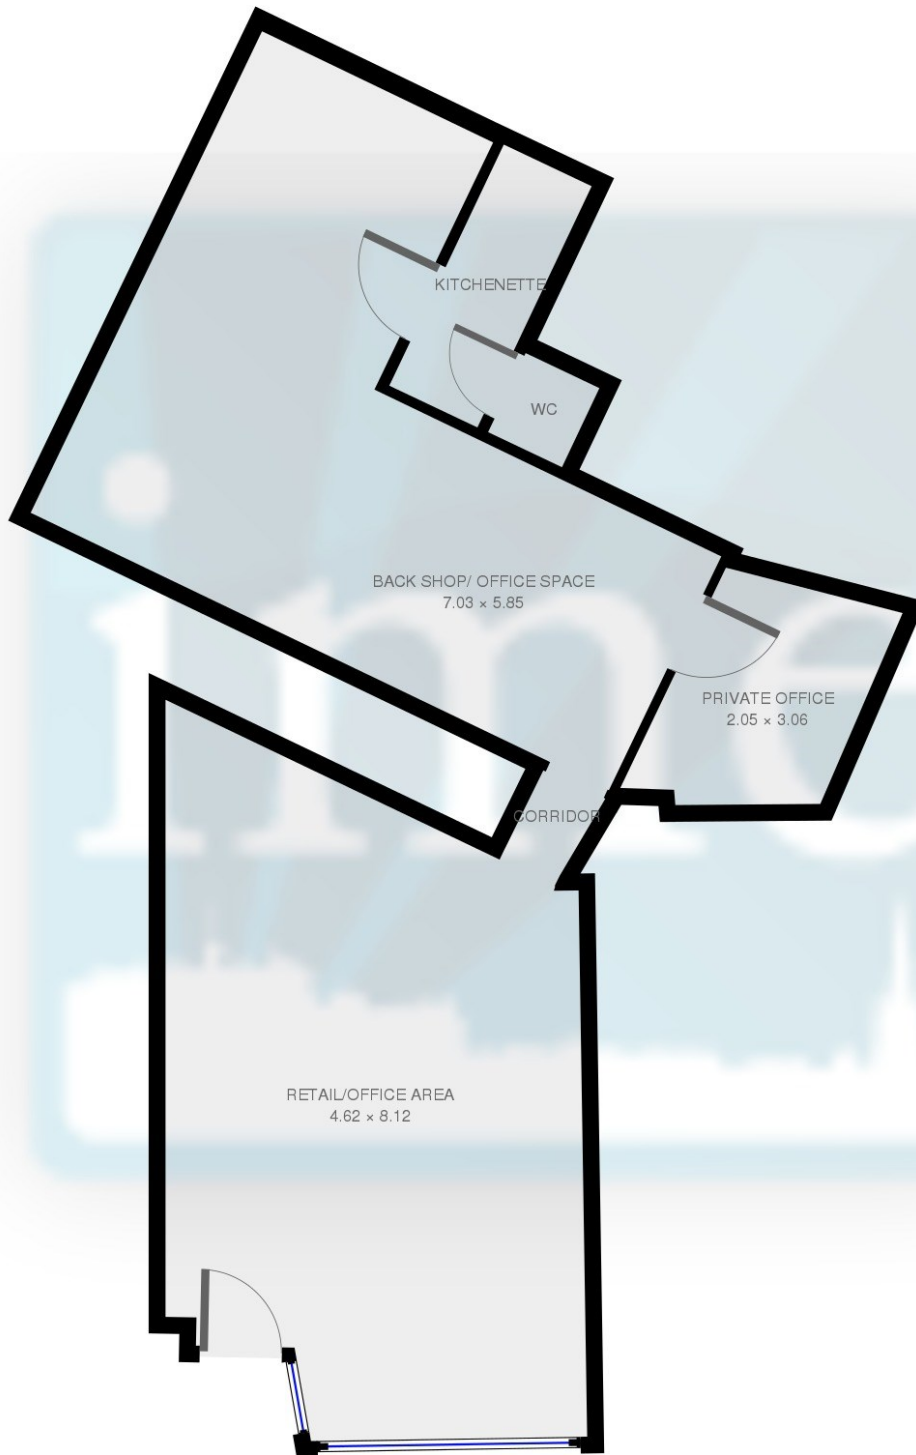 KITCHENETTE
WC
BACK SHOP/ OFFICE SPACE
7.03 × 5.85
PRIVATE OFFICE
2.05 × 3.06
CORRIDOR
RETAIL/OFFICE AREA
4.62 × 8.12
ime